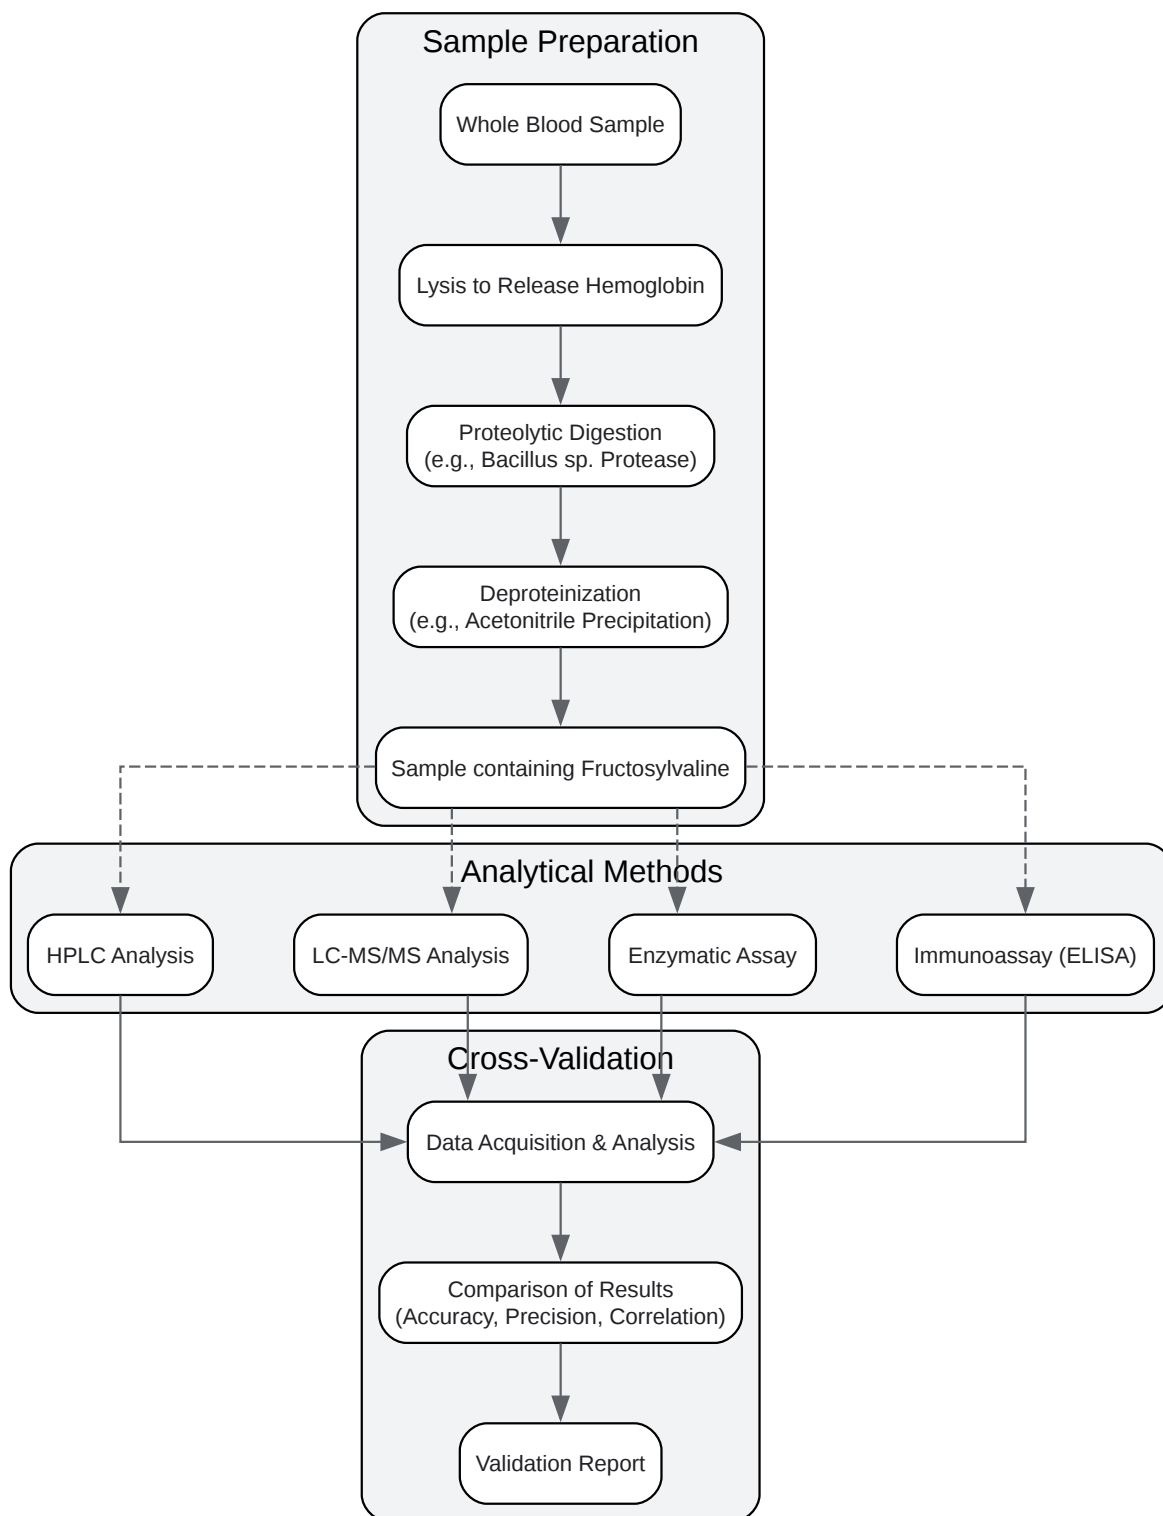 Sample Preparation
Whole Blood Sample
Lysis to Release Hemoglobin
Proteolytic Digestion
(e.g., Bacillus sp. Protease)
Deproteinization
(e.g., Acetonitrile Precipitation)
Sample containing Fructosylvaline
Analytical Methods
HPLC Analysis
LC-MS/MS Analysis
Enzymatic Assay
Immunoassay (ELISA)
Cross-Validation
Data Acquisition & Analysis
Comparison of Results
(Accuracy, Precision, Correlation)
Validation Report